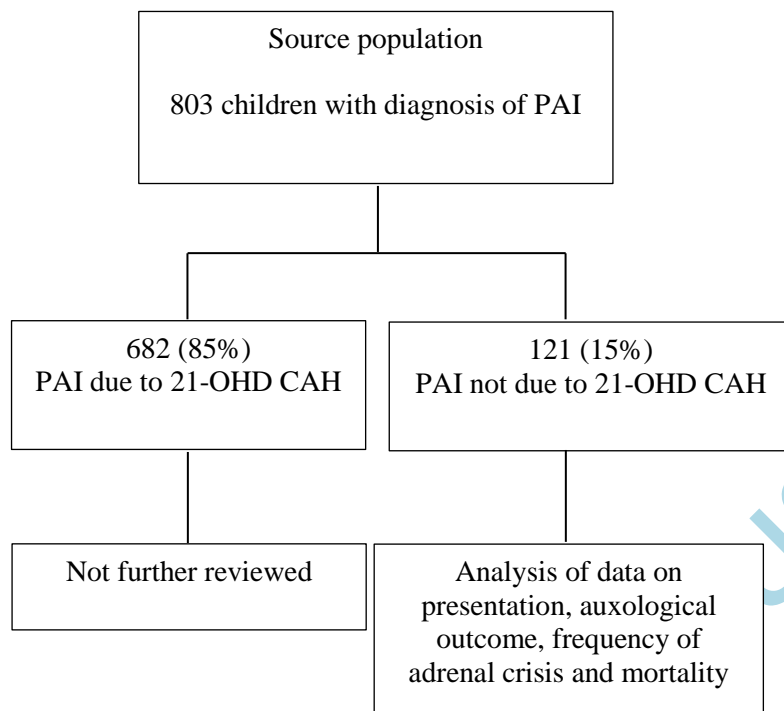 Source population
803 children with diagnosis of PAI
682 (85%)
PAI due to 21-OHD CAH
121 (15%)
PAI not due to 21-OHD CAH
Not further reviewed
Analysis of data on
presentation, auxological
outcome, frequency of
adrenal crisis and mortality